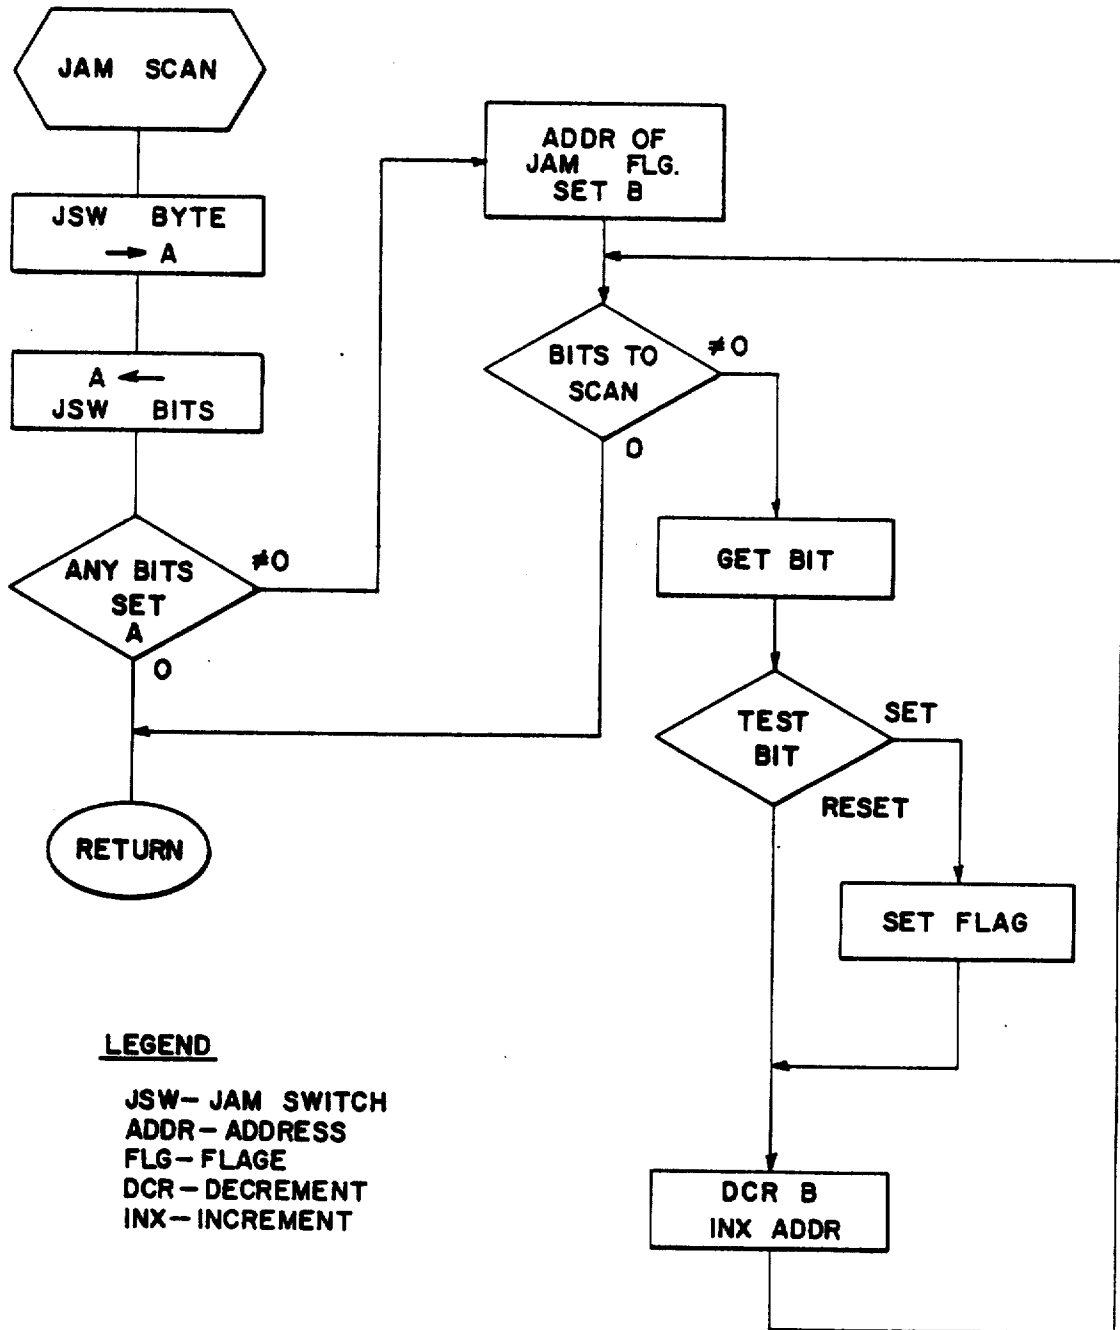 JAM SCAN
JSW BYTE
→ A
A ←
JSW BITS
ANY BITS
SET
A
≠0
0
RETURN
ADDR OF
JAM FLG.
SET B
BITS TO
SCAN
≠0
0
GET BIT
TEST
BIT
SET
RESET
SET FLAG
DCR B
INX ADDR
LEGEND
JSW- JAM SWITCH
ADDR-ADDRESS
FLG-FLAGE
DCR-DECREMENT
INX-INCREMENT